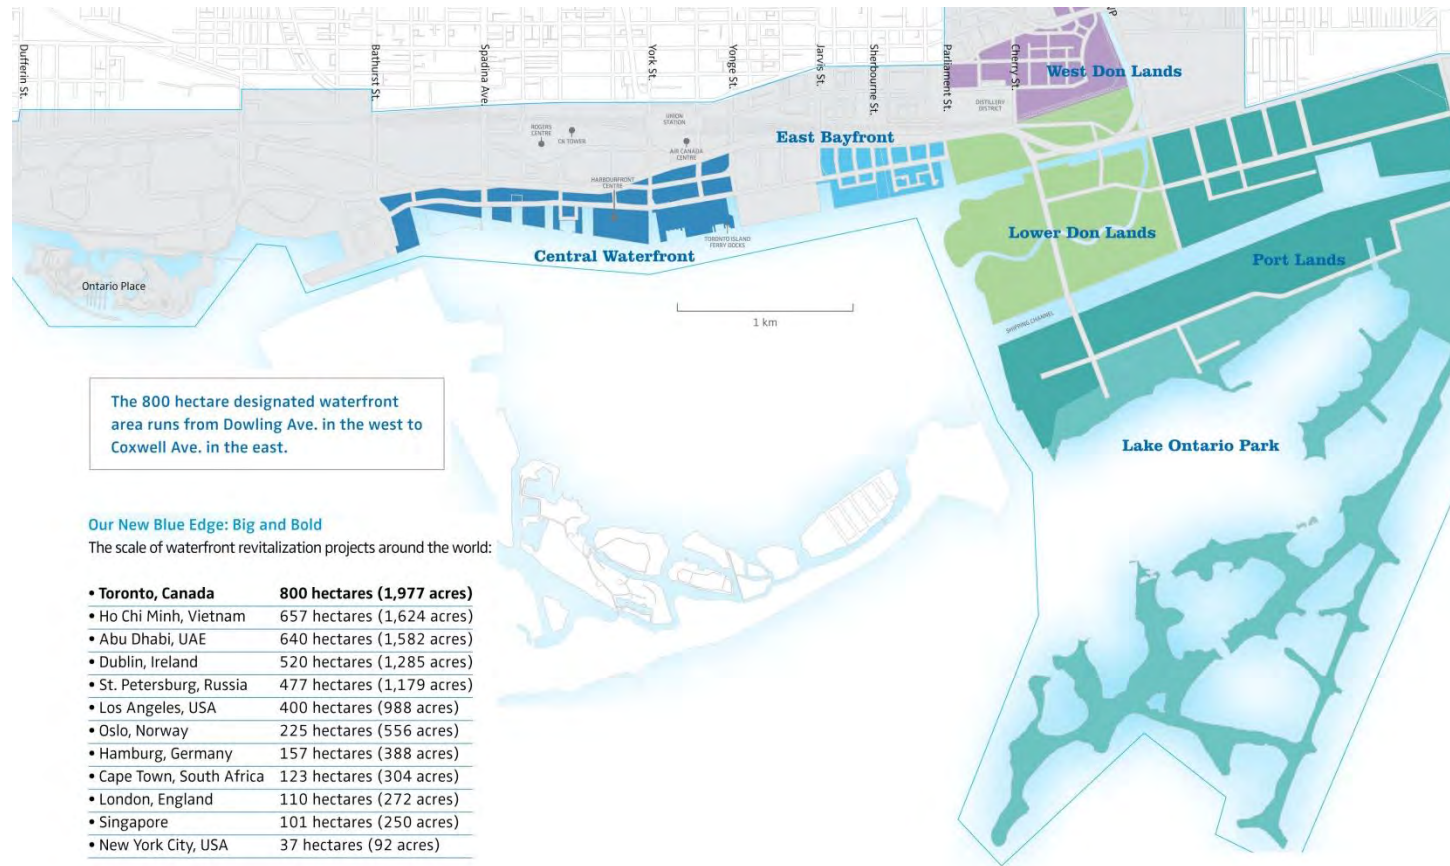 Dufferin St.
Bathurst St.
Spadina Ave.
York St.
Yonge St.
Jarvis St.
Sherbourne St.
Parliament St.
Cherry St.
VP
West Don Lands
DISTILLERY
DISTRICT
East Bayfront
ROGERS
CENTRE
CN TOWER
UNION
STATION
AIR CANADA
CENTRE
HARBOURFRONT
CENTRE
TORONTO ISLAND
FERRY DOCKS
Central Waterfront
Lower Don Lands
Port Lands
SHIPPING CHANNEL
Ontario Place
1 km
Lake Ontario Park
The 800 hectare designated waterfront
area runs from Dowling Ave. in the west to
Coxwell Ave. in the east.
Our New Blue Edge: Big and Bold
The scale of waterfront revitalization projects around the world:
• Toronto, Canada 800 hectares (1,977 acres)
• Ho Chi Minh, Vietnam 657 hectares (1,624 acres)
• Abu Dhabi, UAE 640 hectares (1,582 acres)
• Dublin, Ireland 520 hectares (1,285 acres)
• St. Petersburg, Russia 477 hectares (1,179 acres)
• Los Angeles, USA 400 hectares (988 acres)
• Oslo, Norway 225 hectares (556 acres)
• Hamburg, Germany 157 hectares (388 acres)
• Cape Town, South Africa 123 hectares (304 acres)
• London, England 110 hectares (272 acres)
• Singapore 101 hectares (250 acres)
• New York City, USA 37 hectares (92 acres)